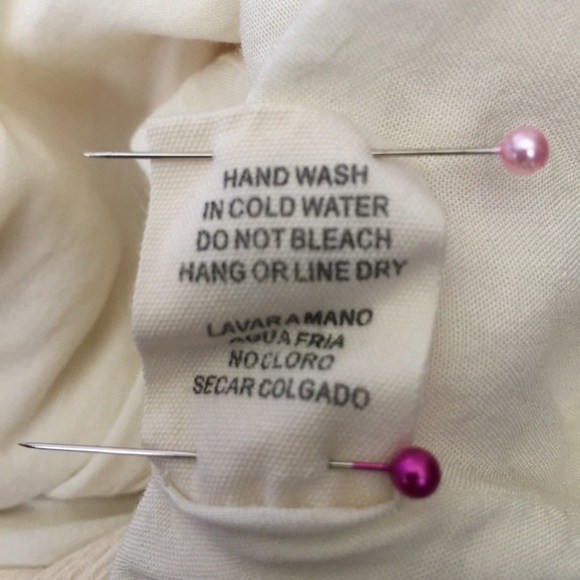 HAND WASH
IN COLD WATER
DO NOT BLEACH
HANG OR LINE DRY
LAVAR A MANO
AGUA FRIA
NO CLORO
SECAR COLGADO